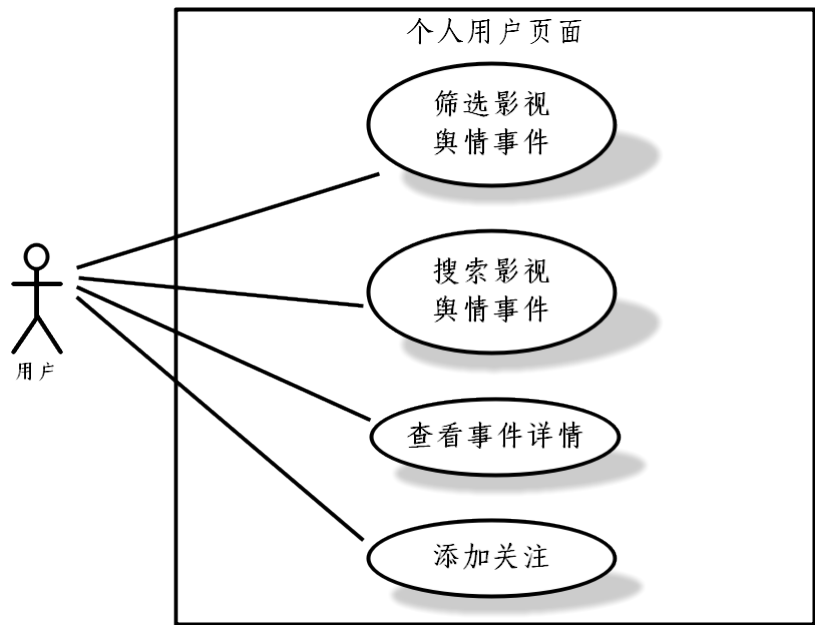 个人用户页面
筛选影视
舆情事件
搜索影视
舆情事件
用户
查看事件详情
添加关注